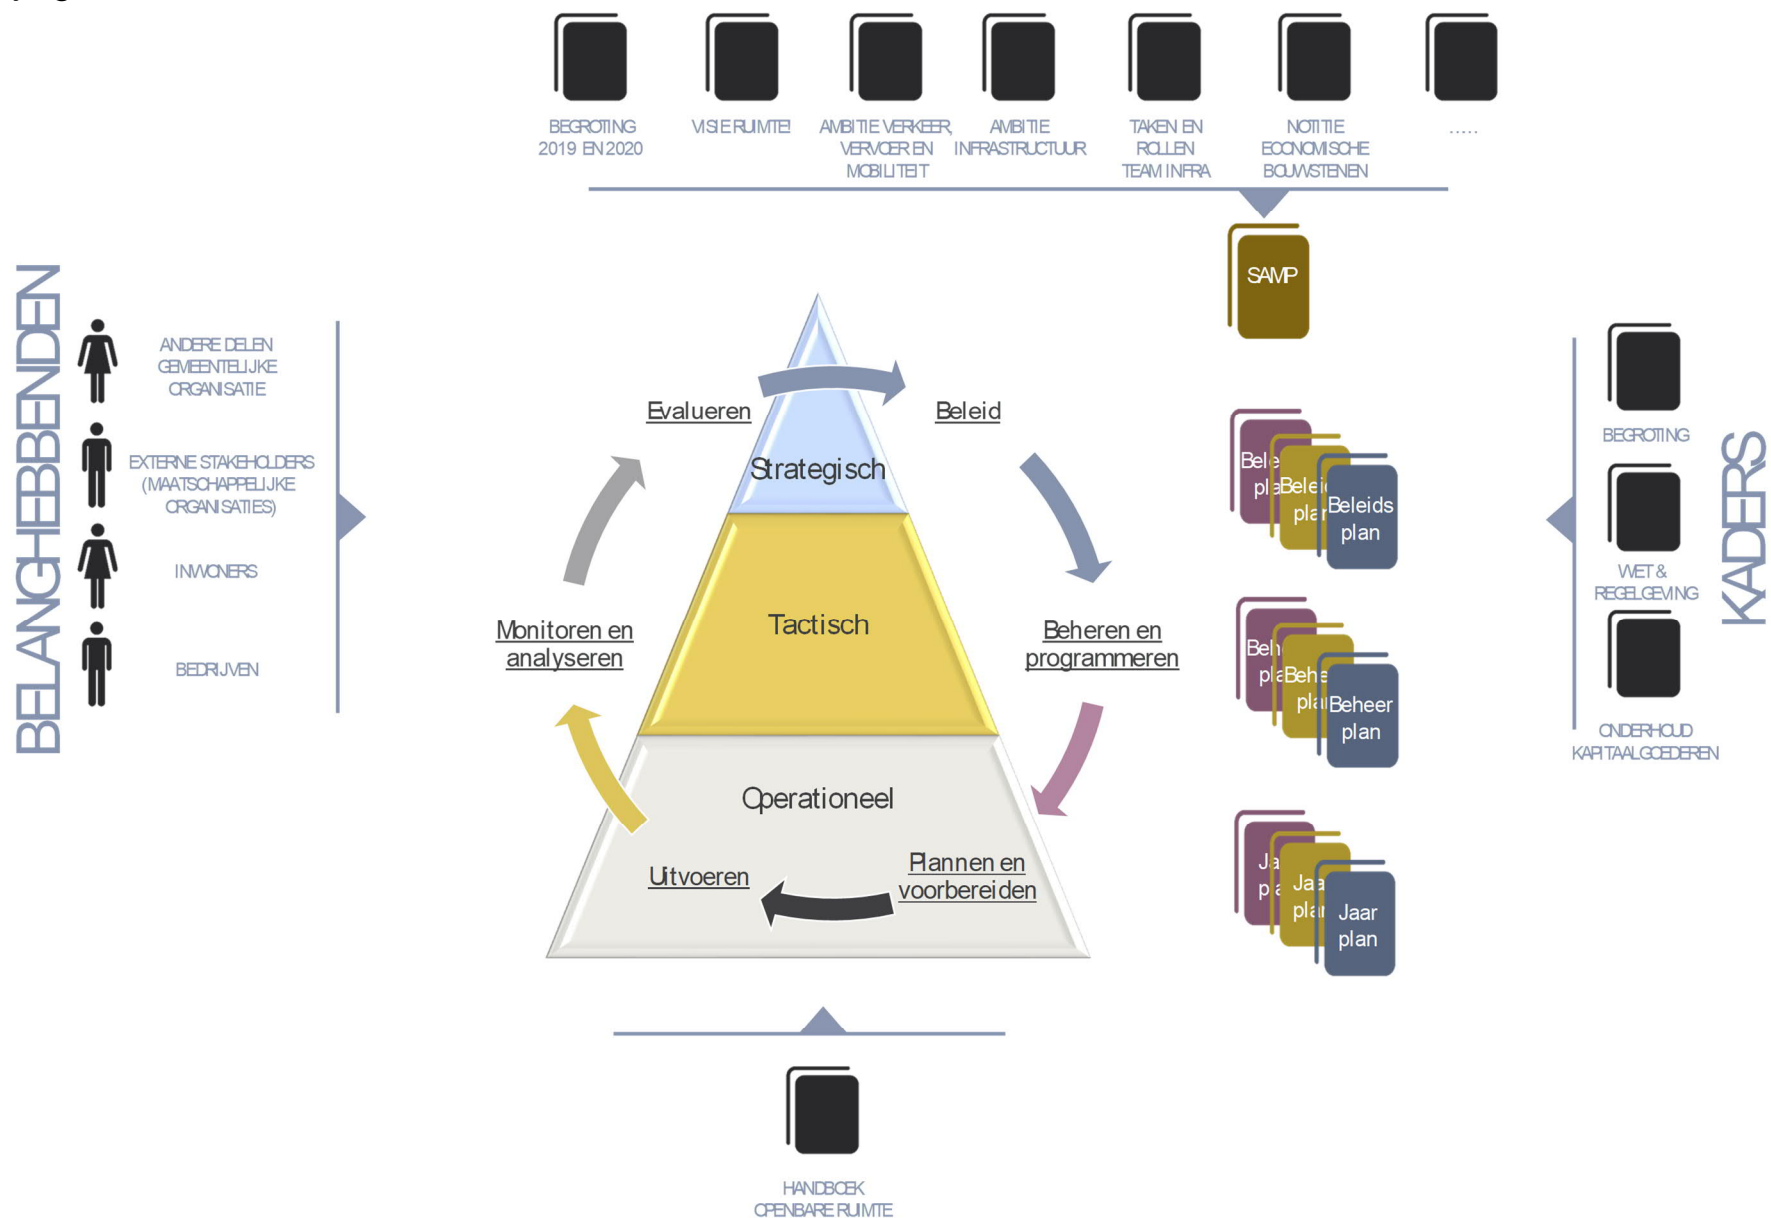 BEGROTING
2019 EN 2020
VISIE RUIMTE!
AMBITIE VERKEER,
VERVOER EN
MOBILITEIT
AMBITIE
INFRASTRUCTUUR
TAKEN EN
ROLLEN
TEAM INFRA
NOTITIE
ECONOMISCHE
BOUWSTENEN
.....
SAMP
BELANGHEBBENDEN
ANDERE DELEN
GEMEENTELIJKE
ORGANISATIE
EXTERNE STAKEHOLDERS
(MAATSCHAPPELIJKE
ORGANISATIES)
INWONERS
BEDRIJVEN
Evalueren
Beleid
Strategisch
Monitoren en
analyseren
Tactisch
Beheren en
programmeren
Operationeel
Uitvoeren
Plannen en
voorbereiden
Beleids
plan
Beheer
plan
Jaar
plan
BEGROTING
WET &
REGELGEVING
ONDERHOUD
KAPITAALGOEDEREN
KADERS
HANDBOEK
OPENBARE RUIMTE